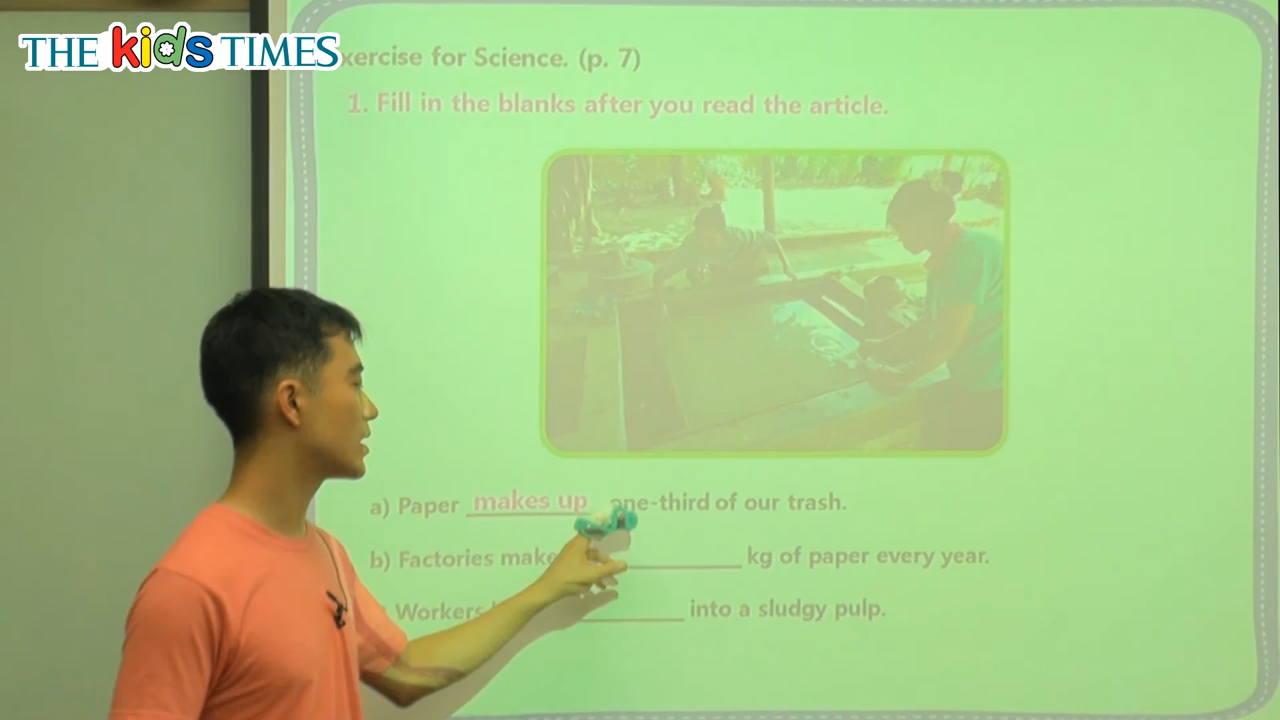 THE kids TIMES
xercise for Science. (p. 7)
1. Fill in the blanks after you read the article.
a) Paper makes up one-third of our trash.
b) Factories make kg of paper every year.
Workers into a sludgy pulp.